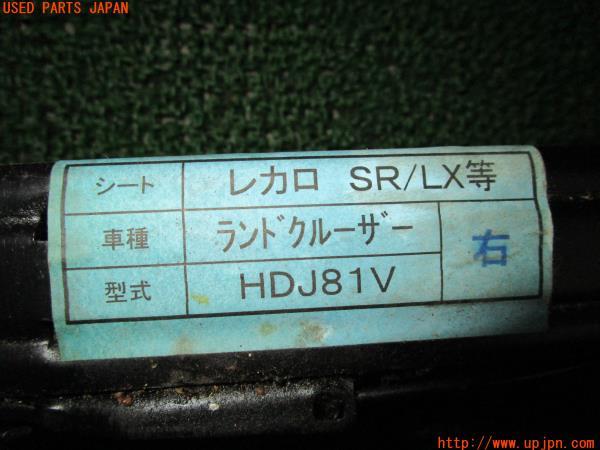 USED PARTS JAPAN
シート レカロ SR/LX等
車種 ランドクルーザー 右
型式 HDJ81V
http://www.upjpn.com/